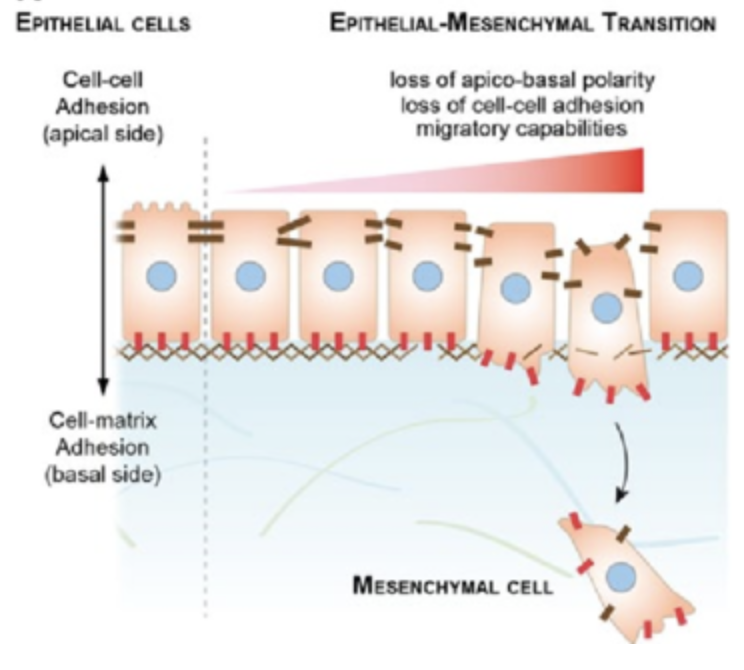 EPITHELIAL CELLS
EPITHELIAL-MESENCHYMAL TRANSITION
Cell-cell
Adhesion
(apical side)
loss of apico-basal polarity
loss of cell-cell adhesion
migratory capabilities
Cell-matrix
Adhesion
(basal side)
MESENCHYMAL CELL